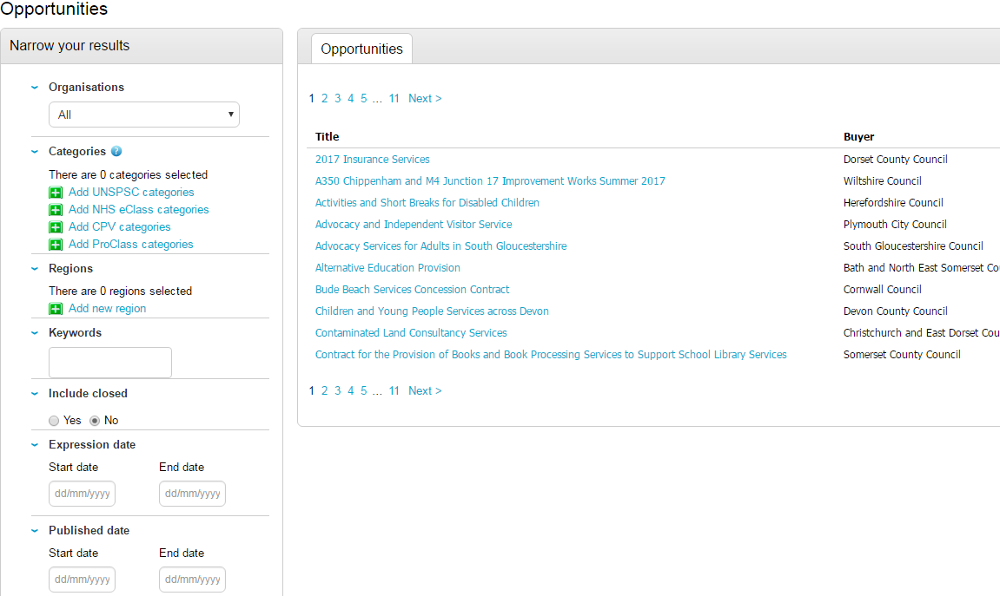 Opportunities
Narrow your results
Organisations
All
Categories ?
There are 0 categories selected
Add UNSPSC categories
Add NHS eClass categories
Add CPV categories
Add ProClass categories
Regions
There are 0 regions selected
Add new region
Keywords
Include closed
Yes No
Expression date
Start date End date
dd/mm/yyyy dd/mm/yyyy
Published date
Start date End date
dd/mm/yyyy dd/mm/yyyy
Opportunities
1 2 3 4 5 ... 11 Next >
Title Buyer
2017 Insurance Services Dorset County Council
A350 Chippenham and M4 Junction 17 Improvement Works Summer 2017 Wiltshire Council
Activities and Short Breaks for Disabled Children Herefordshire Council
Advocacy and Independent Visitor Service Plymouth City Council
Advocacy Services for Adults in South Gloucestershire South Gloucestershire Council
Alternative Education Provision Bath and North East Somerset Co
Bude Beach Services Concession Contract Cornwall Council
Children and Young People Services across Devon Devon County Council
Contaminated Land Consultancy Services Christchurch and East Dorset Cou
Contract for the Provision of Books and Book Processing Services to Support School Library Services Somerset County Council
1 2 3 4 5 ... 11 Next >